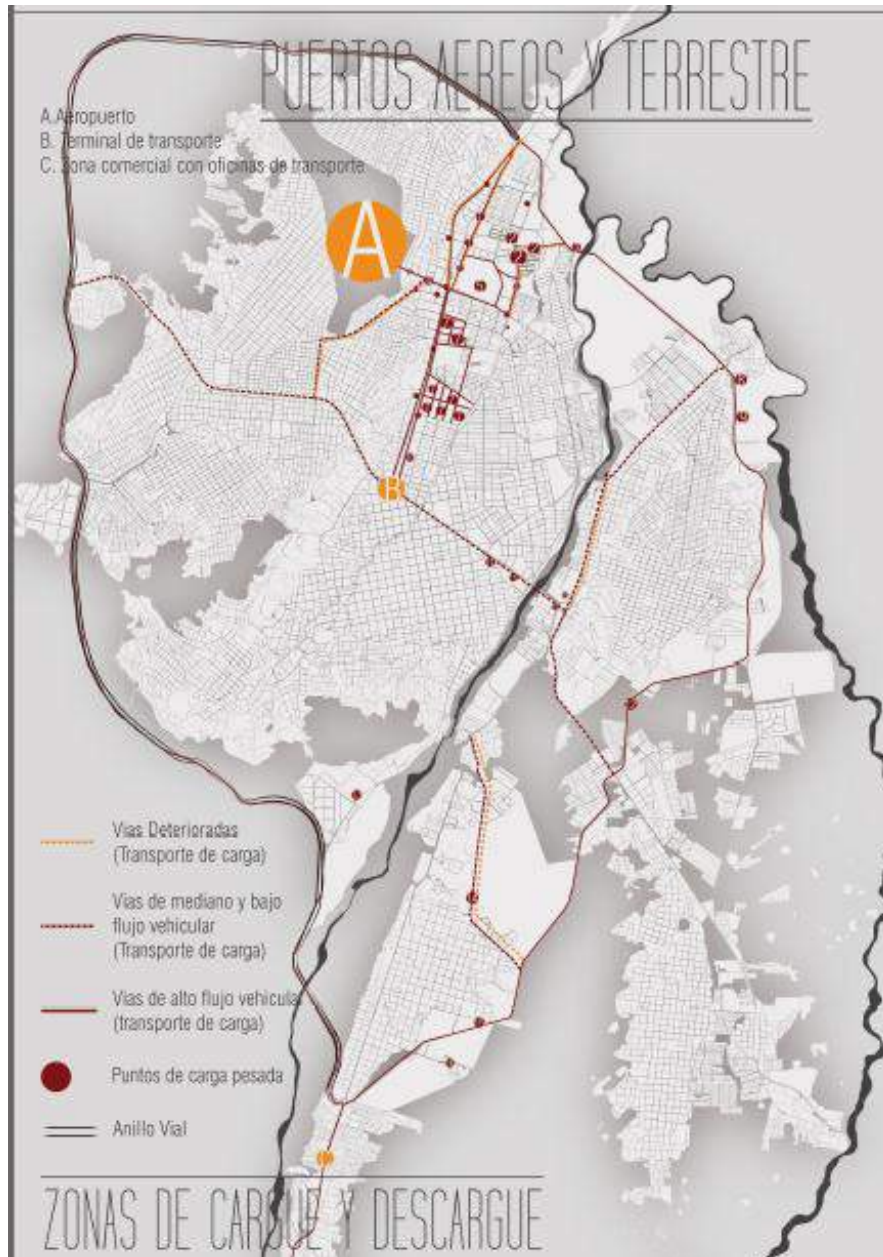 PUERTOS AEREOS Y TERRESTRE
A.Aeropuerto
B. Terminal de transporte
C. Zona comercial con oficinas de transporte
A
B
Vias Deterioradas
(Transporte de carga)
Vias de mediano y bajo
flujo vehicular
(Transporte de carga)
Vias de alto flujo vehicular
(transporte de carga)
Puntos de carga pesada
Anillo Vial
ZONAS DE CARGUE Y DESCARGUE